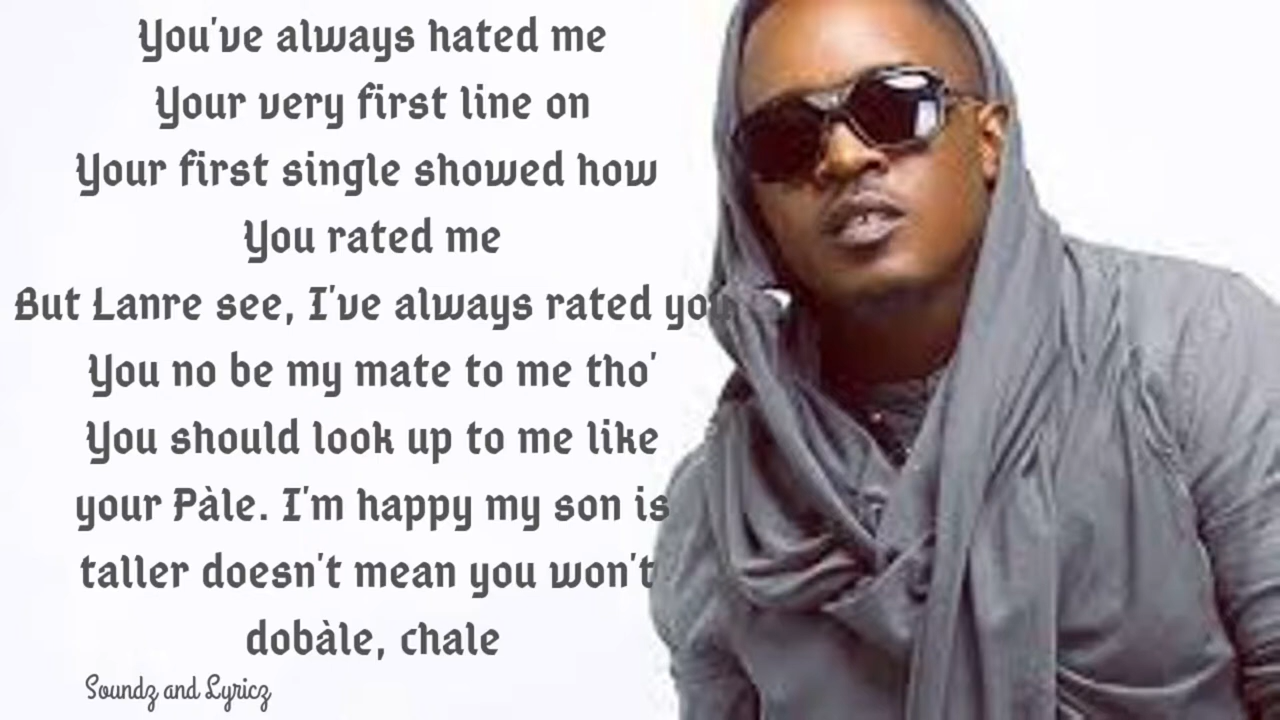 You've always hated me
Your very first line on
Your first single showed how
You rated me
But Lanre see, I've always rated you
You no be my mate to me tho'
You should look up to me like
your Pàle. I'm happy my son is
taller doesn't mean you won't
dobàle, chale
Soundz and Lyricz